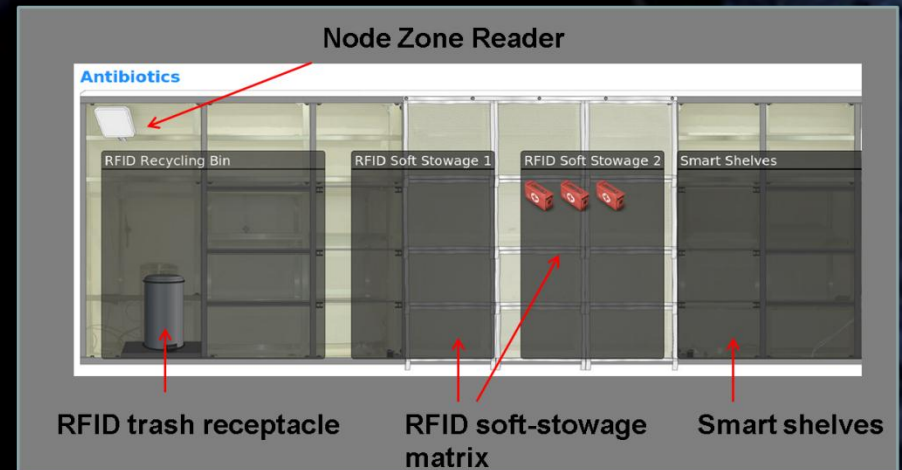 Node Zone Reader
Antibiotics
RFID Recycling Bin
RFID Soft Stowage 1
RFID Soft Stowage 2
Smart Shelves
RFID trash receptacle
RFID soft-stowage
matrix
Smart shelves